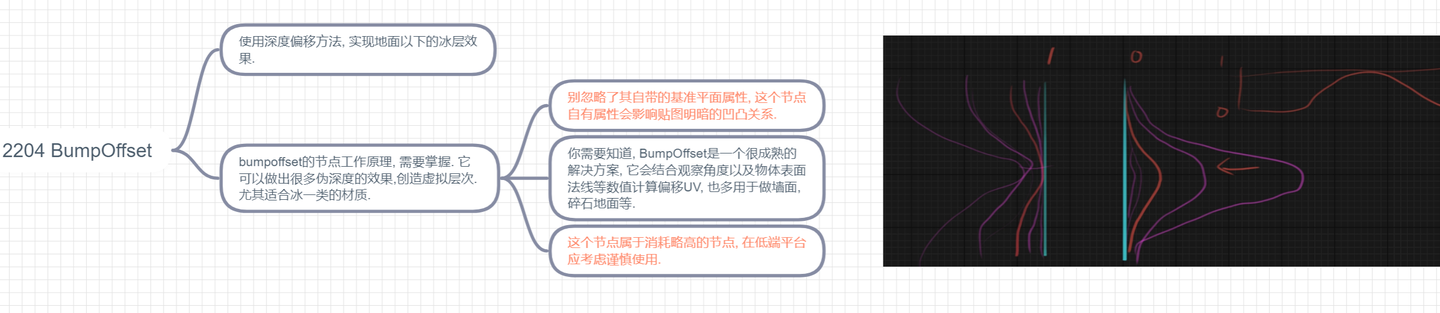 使用深度偏移方法, 实现地面以下的冰层效
果.
2204 BumpOffset
bumpoffset的节点工作原理, 需要掌握. 它
可以做出很多伪深度的效果,创造虚拟层次.
尤其适合冰一类的材质.
别忽略了其自带的基准平面属性, 这个节点
自有属性会影响贴图明暗的凹凸关系.
你需要知道, BumpOffset是一个很成熟的
解决方案, 它会结合观察角度以及物体表面
法线等数值计算偏移UV, 也多用于做墙面,
碎石地面等.
这个节点属于消耗略高的节点, 在低端平台
应考虑谨慎使用.
1 0 1
0